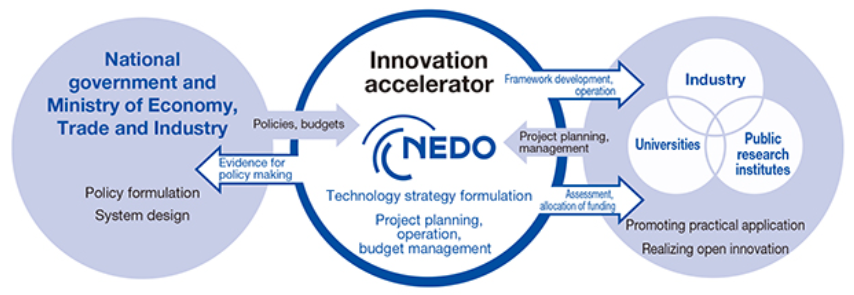 National
government and
Ministry of Economy,
Trade and Industry
Policy formulation
System design
Policies, budgets
Evidence for
policy making
Innovation
accelerator
NEDO
Technology strategy formulation
Project planning,
operation,
budget management
Framework development,
operation
Project planning,
management
Assessment,
allocation of funding
Industry
Universities
Public
research
institutes
Promoting practical application
Realizing open innovation